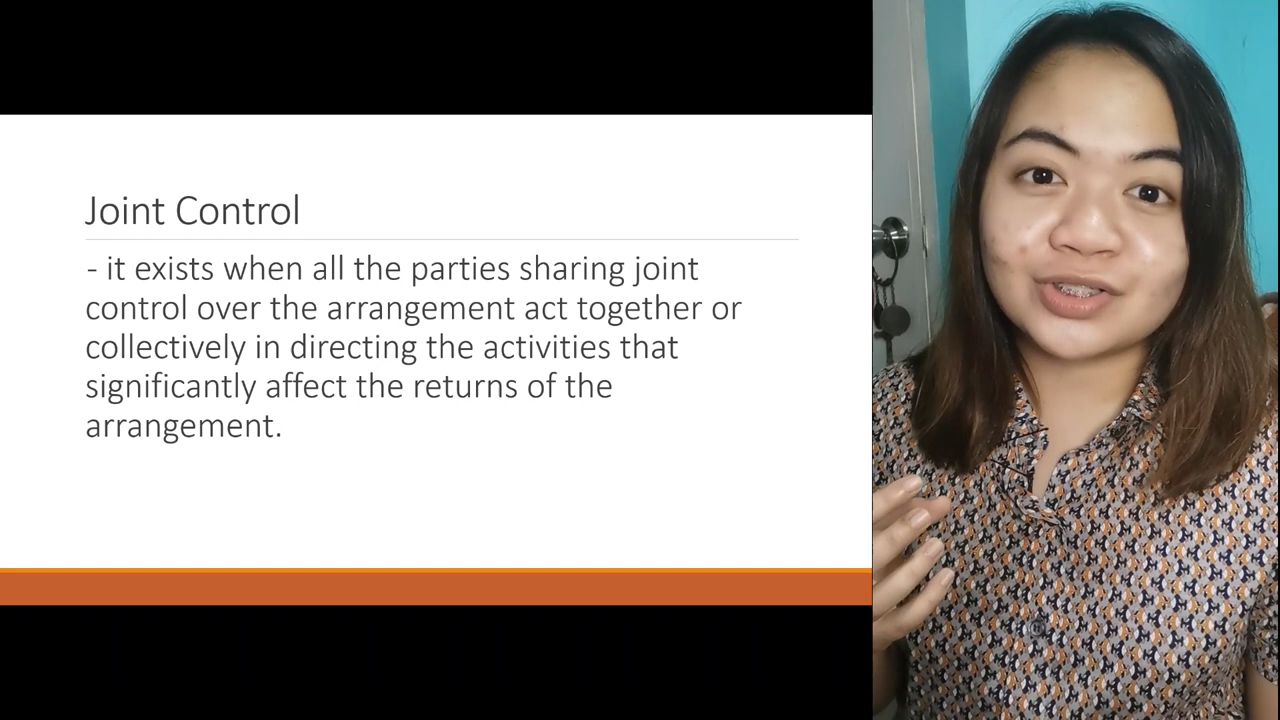 Joint Control
- it exists when all the parties sharing joint
control over the arrangement act together or
collectively in directing the activities that
significantly affect the returns of the
arrangement.